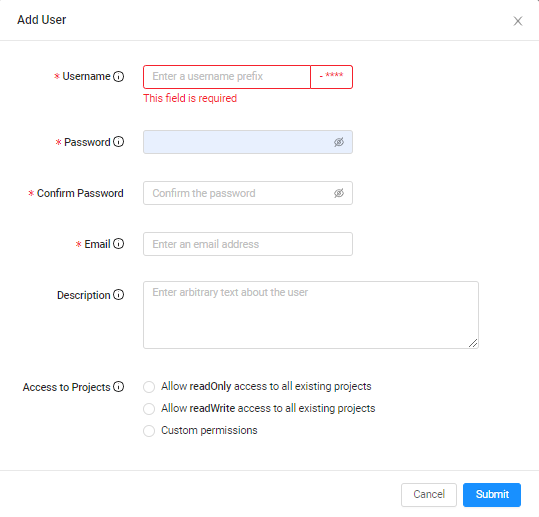 Add User
* Username
Enter a username prefix
- ****
This field is required
* Password
* Confirm Password
Confirm the password
* Email
Enter an email address
Description
Enter arbitrary text about the user
Access to Projects
Allow readOnly access to all existing projects
Allow readWrite access to all existing projects
Custom permissions
Cancel
Submit